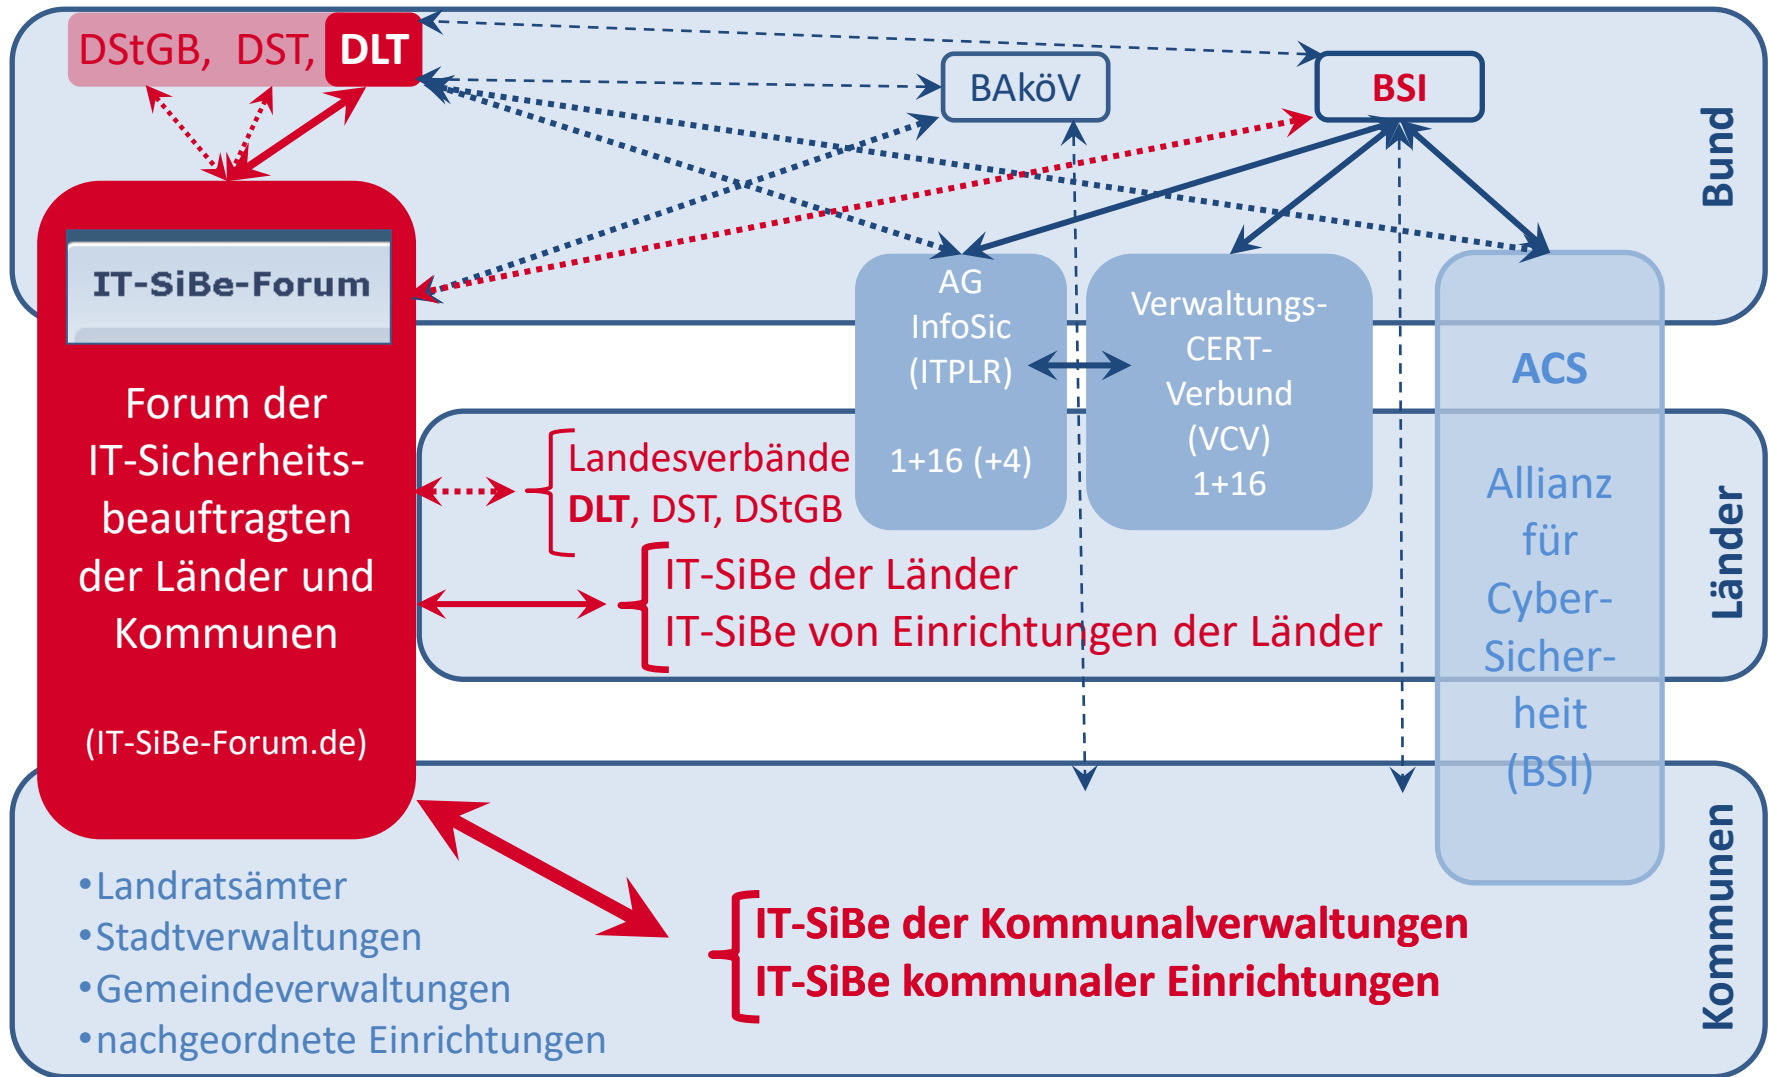 DStGB, DST, DLT
BAköV
BSI
Bund
IT-SiBe-Forum
Forum der
IT-Sicherheits-
beauftragten
der Länder und
Kommunen
(IT-SiBe-Forum.de)
AG
InfoSic
(ITPLR)
1+16 (+4)
Verwaltungs-
CERT-
Verbund
(VCV)
1+16
ACS
Allianz
für
Cyber-
Sicher-
heit
(BSI)
Landesverbände
DLT, DST, DStGB
IT-SiBe der Länder
IT-SiBe von Einrichtungen der Länder
Länder
•Landratsämter
•Stadtverwaltungen
•Gemeindeverwaltungen
•nachgeordnete Einrichtungen
IT-SiBe der Kommunalverwaltungen
IT-SiBe kommunaler Einrichtungen
Kommunen